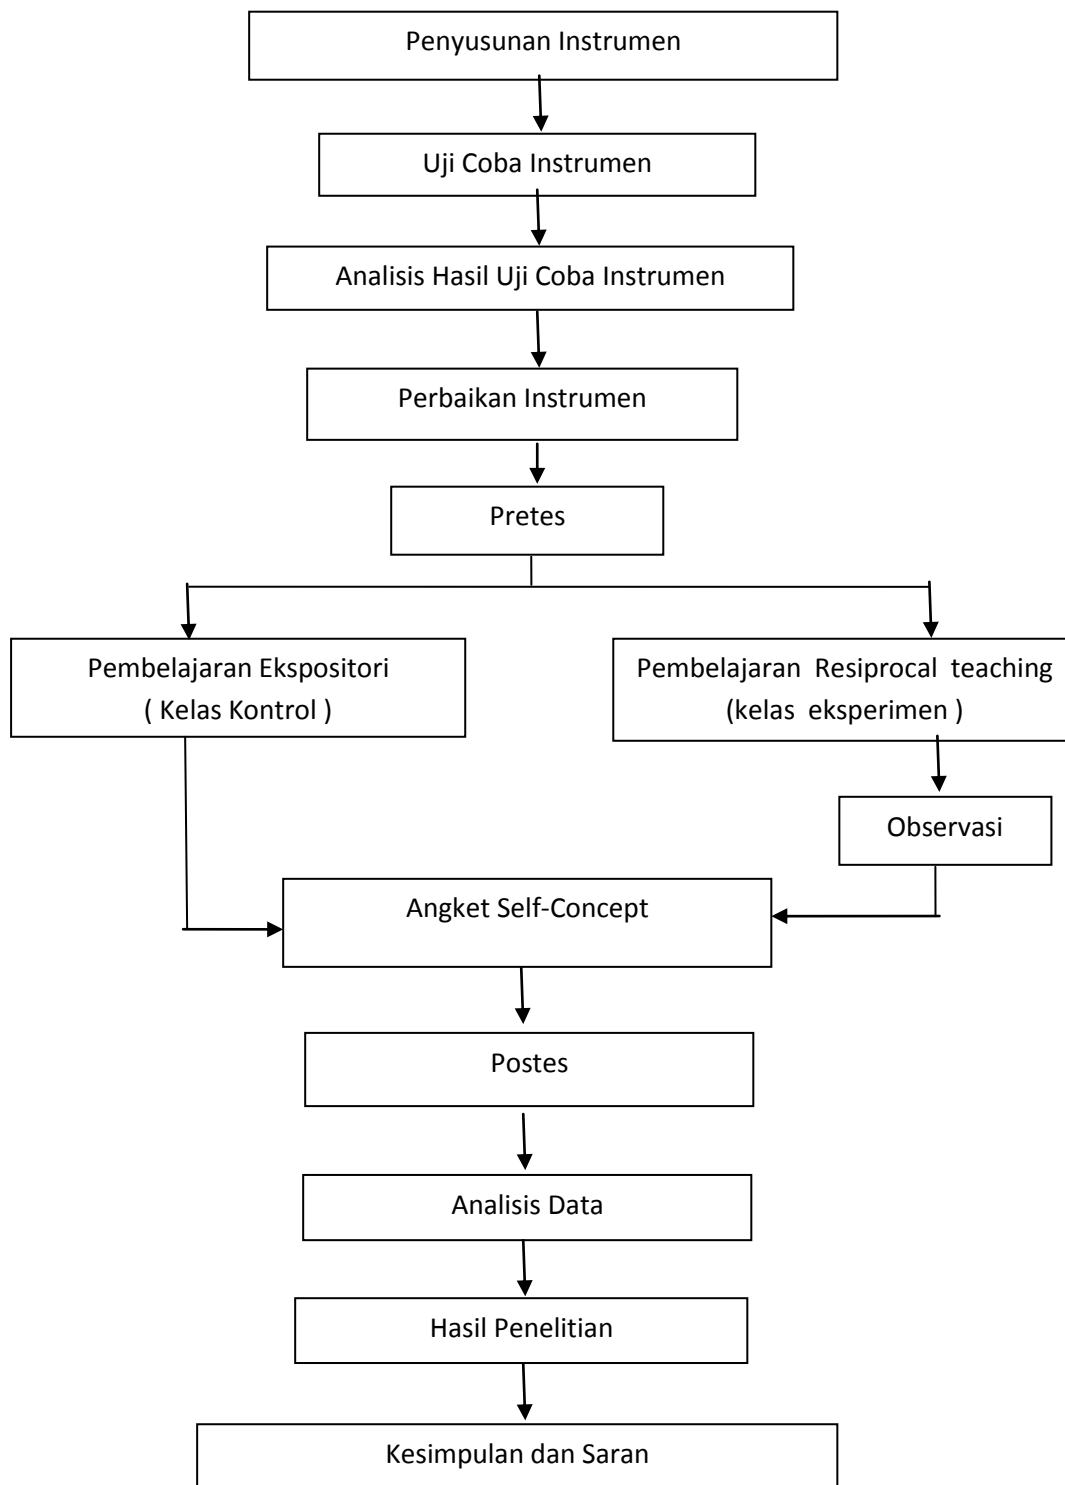 Penyusunan Instrumen
Uji Coba Instrumen
Analisis Hasil Uji Coba Instrumen
Perbaikan Instrumen
Pretes
Pembelajaran Ekspositori
( Kelas Kontrol )
Pembelajaran Resiprocal teaching
(kelas eksperimen )
Observasi
Angket Self-Concept
Postes
Analisis Data
Hasil Penelitian
Kesimpulan dan Saran